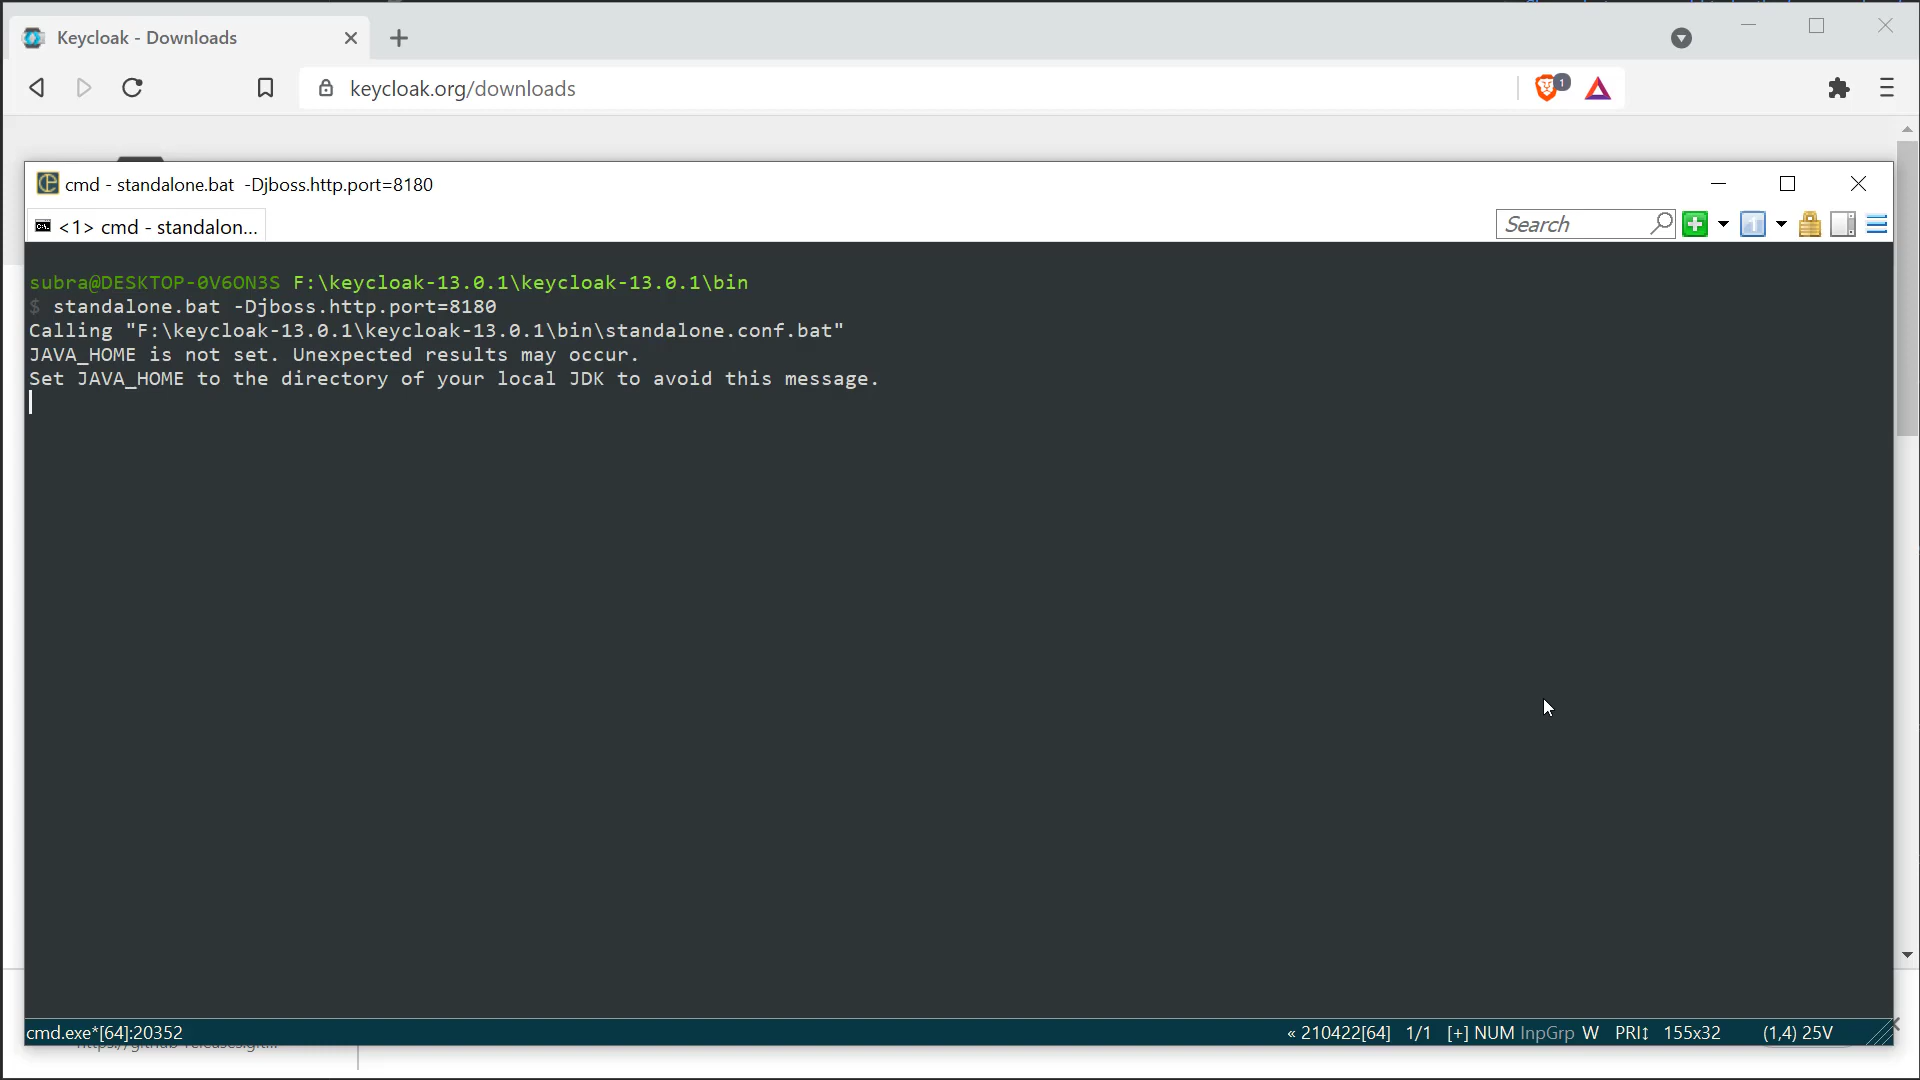 Keycloak - Downloads
keycloak.org/downloads
1
cmd - standalone.bat -Djboss.http.port=8180
<1> cmd - standalon...
Search
1
subra@DESKTOP-0V6ON3S F:\keycloak-13.0.1\keycloak-13.0.1\bin
$ standalone.bat -Djboss.http.port=8180
Calling "F:\keycloak-13.0.1\keycloak-13.0.1\bin\standalone.conf.bat"
JAVA_HOME is not set. Unexpected results may occur.
Set JAVA_HOME to the directory of your local JDK to avoid this message.
cmd.exe*[64]:20352
« 210422[64] 1/1 [+] NUM InpGrp W PRI↕ 155x32 (1,4) 25V